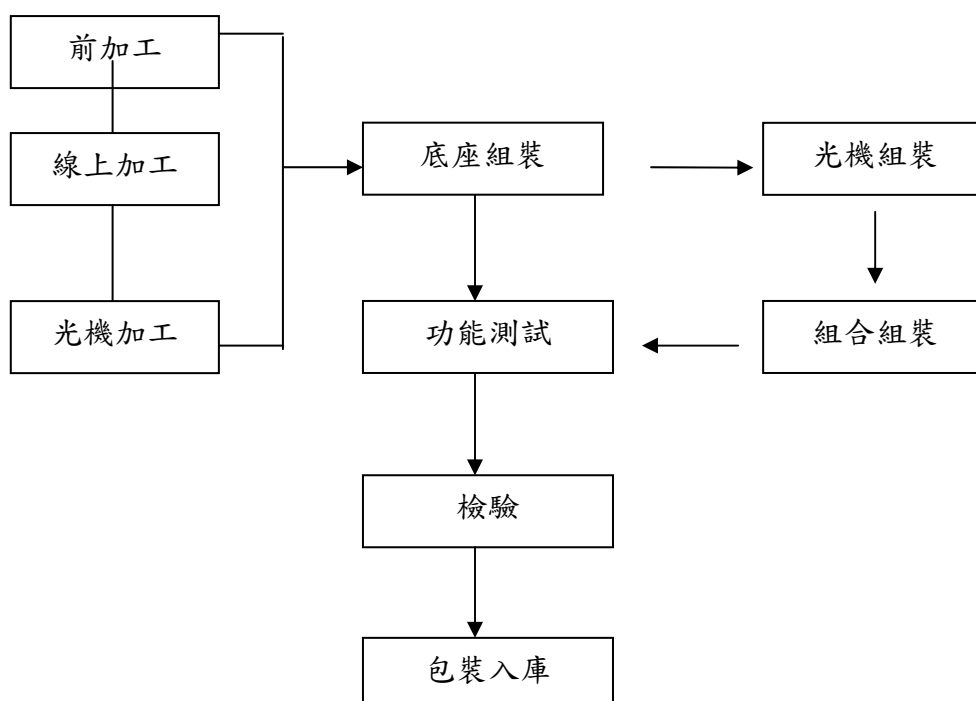 前加工
線上加工
光機加工
底座組裝
光機組裝
組合組裝
功能測試
檢驗
包裝入庫